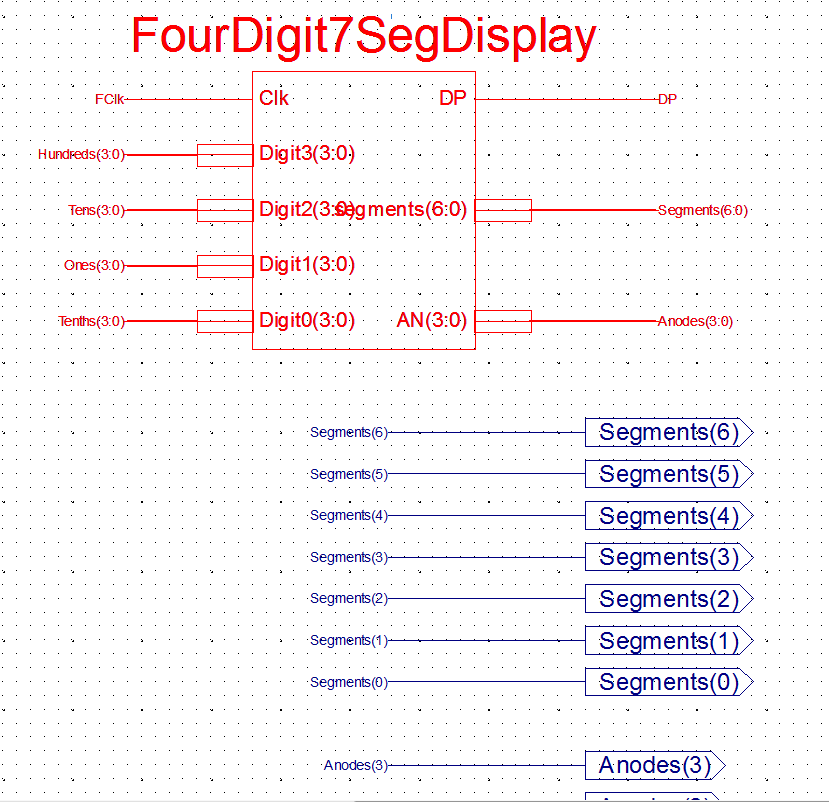 FourDigit7SegDisplay
FClk Clk DP DP
Hundreds(3:0) Digit3(3:0)
Tens(3:0) Digit2(3:0) segments(6:0) Segments(6:0)
Ones(3:0) Digit1(3:0)
Tenths(3:0) Digit0(3:0) AN(3:0) Anodes(3:0)
Segments(6) Segments(6)
Segments(5) Segments(5)
Segments(4) Segments(4)
Segments(3) Segments(3)
Segments(2) Segments(2)
Segments(1) Segments(1)
Segments(0) Segments(0)
Anodes(3) Anodes(3)